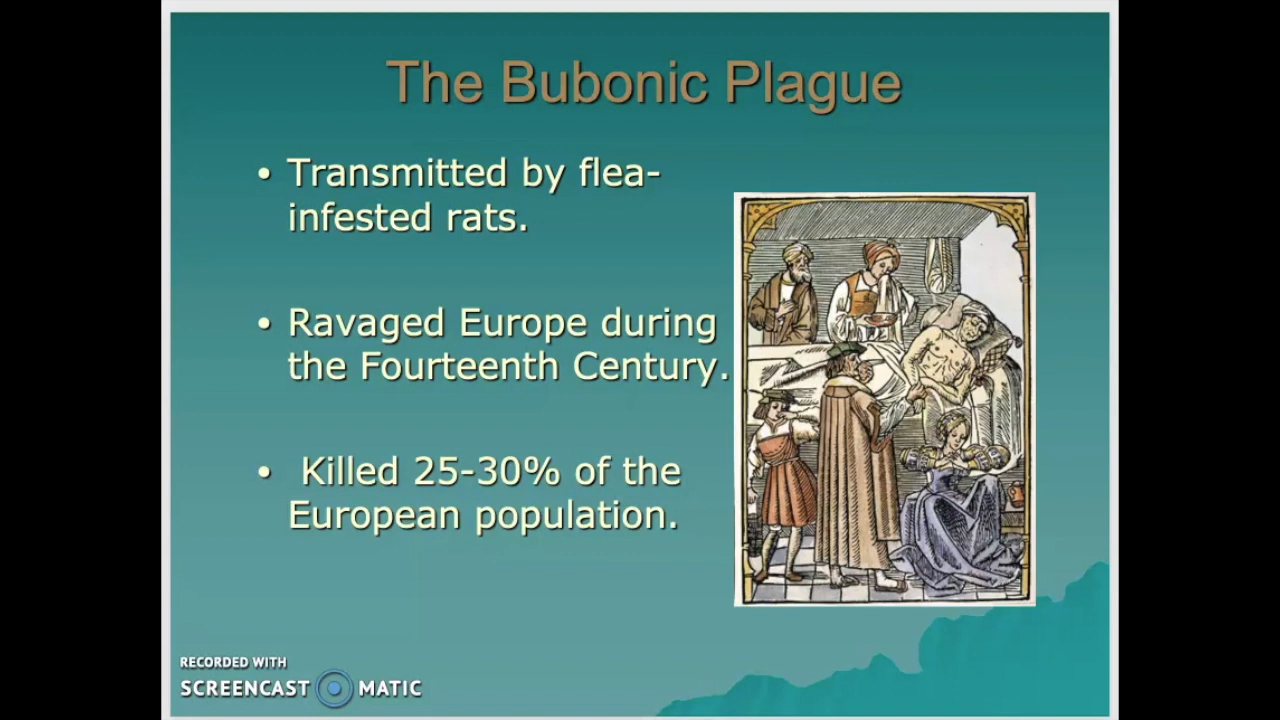 The Bubonic Plague
• Transmitted by flea-
infested rats.
• Ravaged Europe during
the Fourteenth Century.
• Killed 25-30% of the
European population.
RECORDED WITH
SCREENCAST MATIC